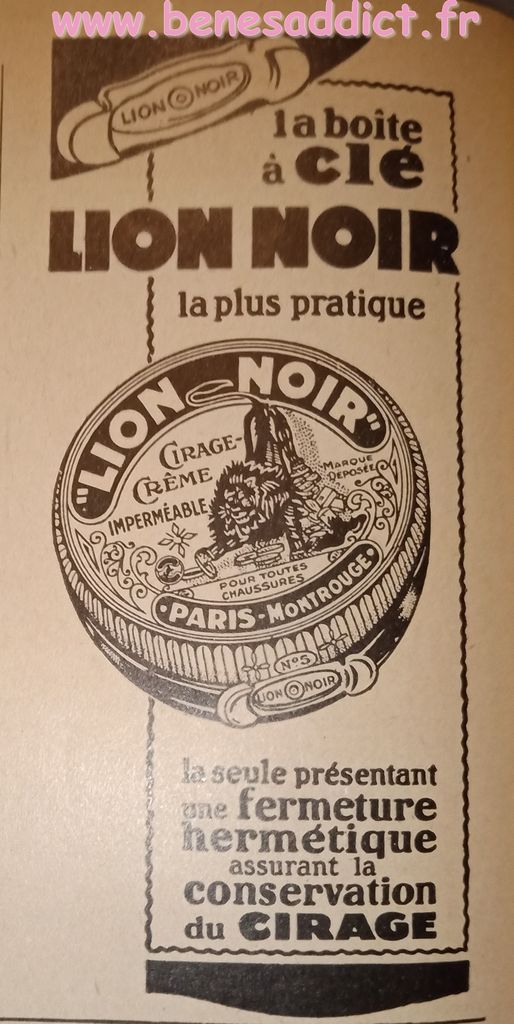 www.benesaddict.fr
LION NOIR
la boite
à clé
LION NOIR
la plus pratique
"LION NOIR"
CIRAGE-
CRÈME
IMPERMÉABLE
MARQUE
DÉPOSÉE
POUR TOUTES
CHAUSSURES
·PARIS-MONTROUGE·
Nº5
LION NOIR
la seule présentant
une fermeture
hermétique
assurant la
conservation
du CIRAGE